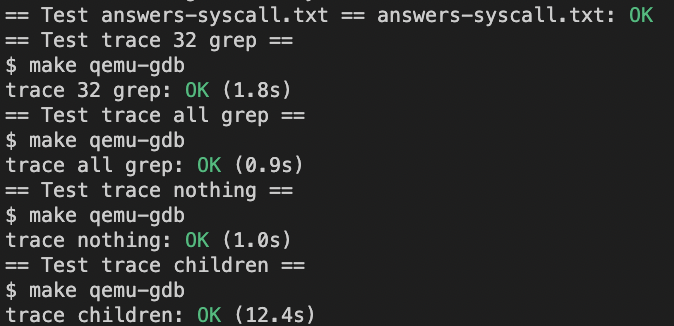 == Test answers-syscall.txt == answers-syscall.txt: OK
== Test trace 32 grep ==
$ make qemu-gdb
trace 32 grep: OK (1.8s)
== Test trace all grep ==
$ make qemu-gdb
trace all grep: OK (0.9s)
== Test trace nothing ==
$ make qemu-gdb
trace nothing: OK (1.0s)
== Test trace children ==
$ make qemu-gdb
trace children: OK (12.4s)